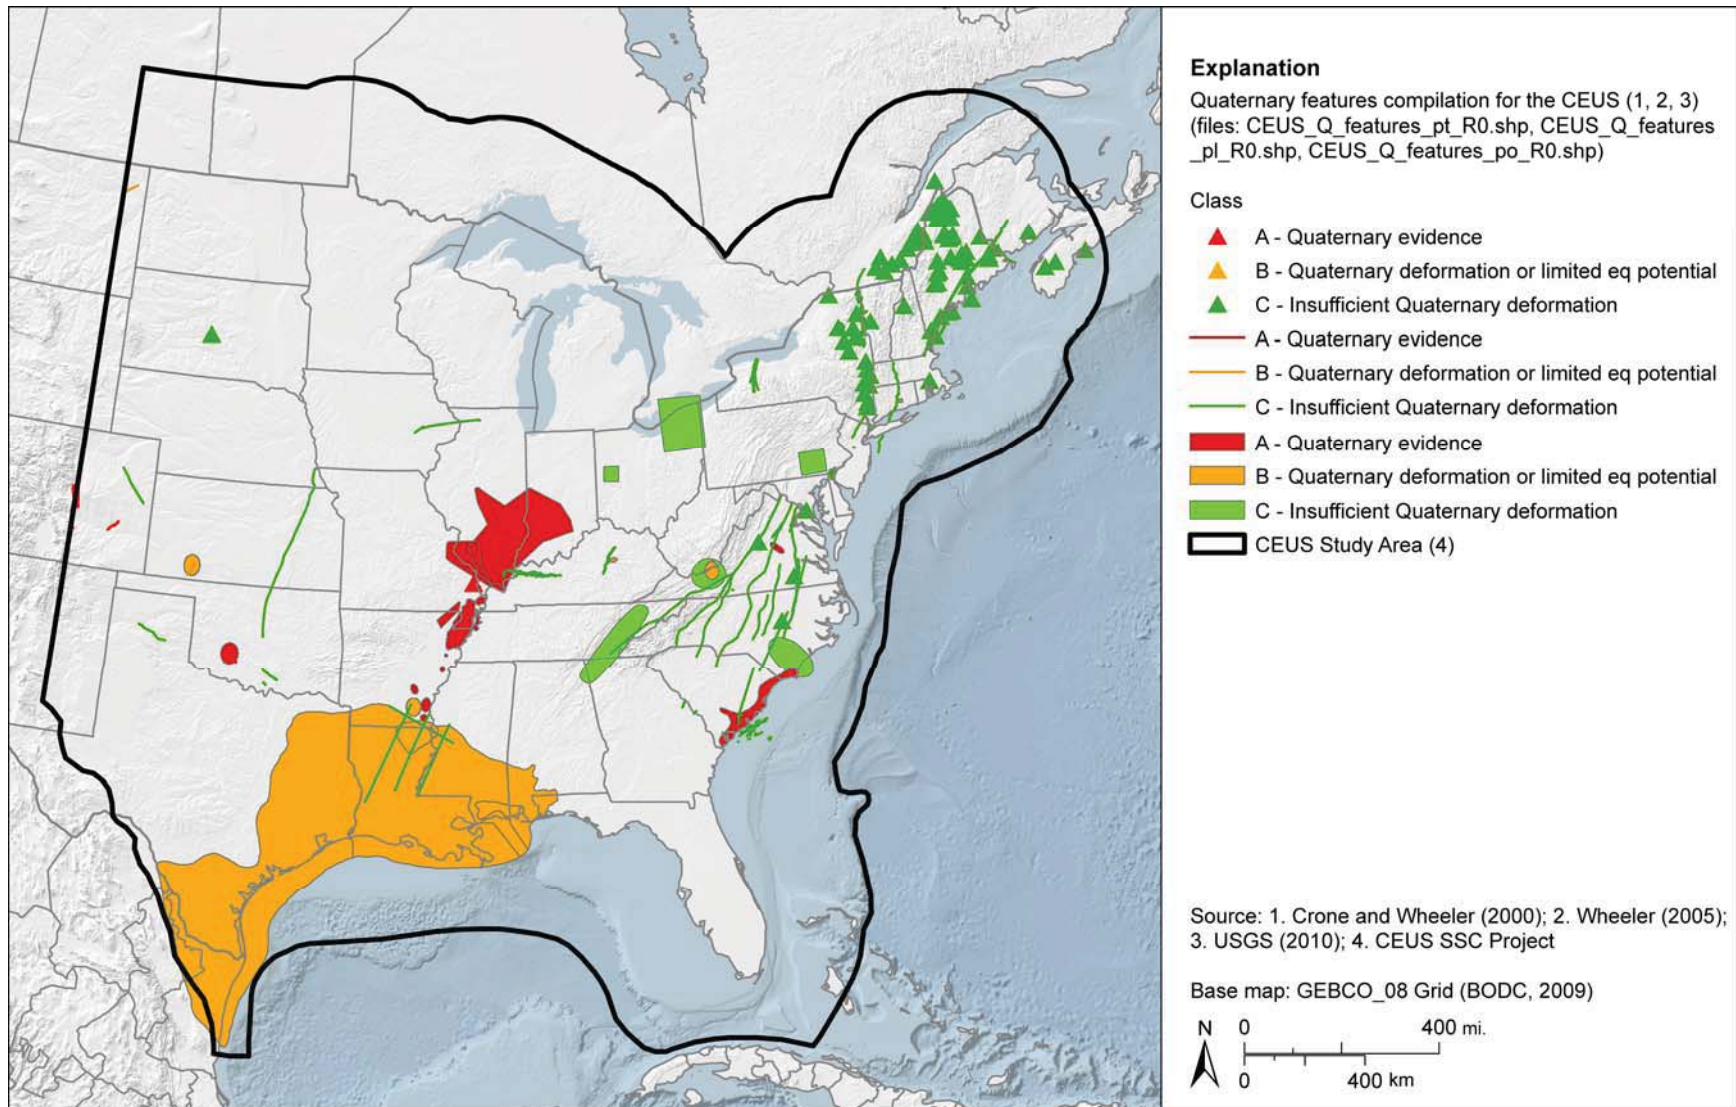 Explanation
Quaternary features compilation for the CEUS (1, 2, 3)
(files: CEUS_Q_features_pt_R0.shp, CEUS_Q_features
_pl_R0.shp, CEUS_Q_features_po_R0.shp)
Class
A - Quaternary evidence
B - Quaternary deformation or limited eq potential
C - Insufficient Quaternary deformation
A - Quaternary evidence
B - Quaternary deformation or limited eq potential
C - Insufficient Quaternary deformation
A - Quaternary evidence
B - Quaternary deformation or limited eq potential
C - Insufficient Quaternary deformation
CEUS Study Area (4)
Source: 1. Crone and Wheeler (2000); 2. Wheeler (2005);
3. USGS (2010); 4. CEUS SSC Project
Base map: GEBCO_08 Grid (BODC, 2009)
N 0 400 mi.
0 400 km